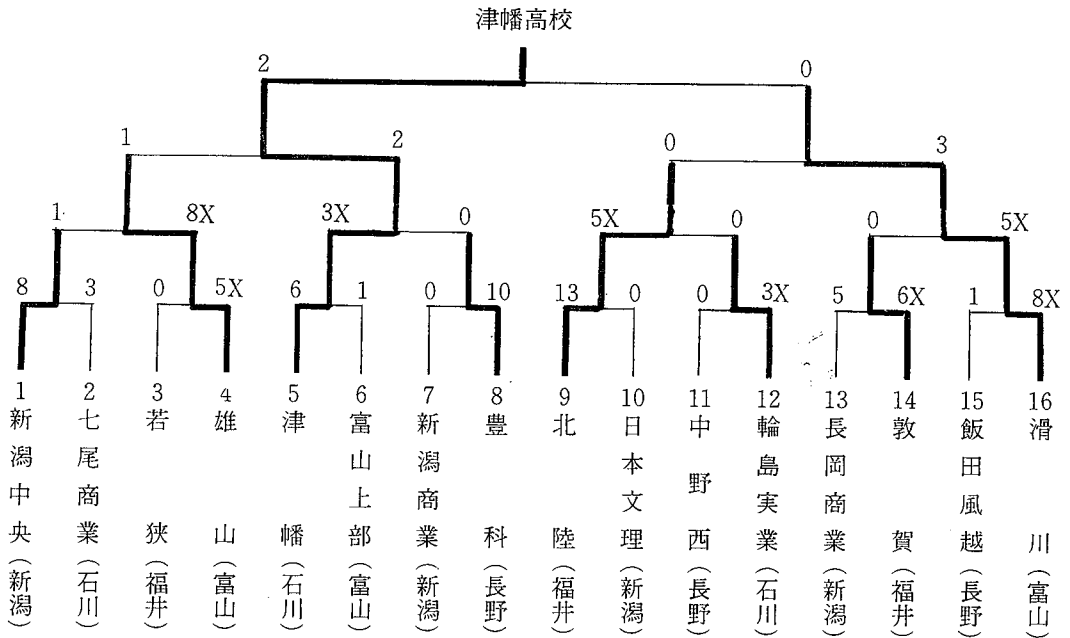 津幡高校
2 0
1 2 0 3
1 8X 3X 0 5X 0 0 5X
8 3 0 5X 6 1 0 10 13 0 0 3X 5 6X 1 8X
1 新潟中央(新潟)
2 七尾商業(石川)
3 若狭(福井)
4 雄山(富山)
5 津幡(石川)
6 富山上部(富山)
7 新潟商業(新潟)
8 豊科(長野)
9 北陸(福井)
10 日本文理(新潟)
11 中野西(長野)
12 輪島実業(石川)
13 長岡商業(新潟)
14 敦賀(福井)
15 飯田風越(長野)
16 滑川(富山)